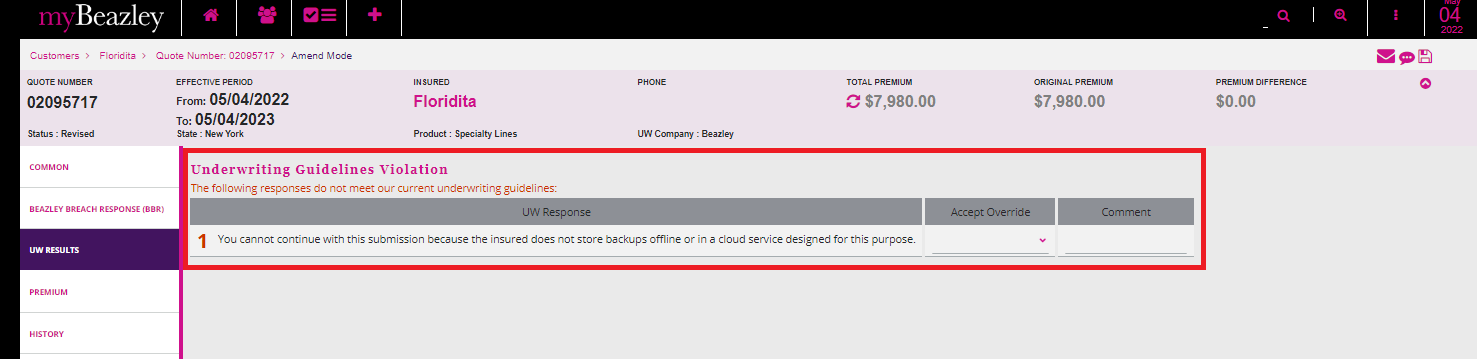 myBeazley
May
04
2022
Customers > Floridita > Quote Number: 02095717 > Amend Mode
QUOTE NUMBER EFFECTIVE PERIOD INSURED PHONE TOTAL PREMIUM ORIGINAL PREMIUM PREMIUM DIFFERENCE
02095717 From: 05/04/2022 Floridita $7,980.00 $7,980.00 $0.00
To: 05/04/2023
Status : Revised State : New York Product : Specialty Lines UW Company : Beazley
COMMON
BEAZLEY BREACH RESPONSE (BBR)
UW RESULTS
PREMIUM
HISTORY
Underwriting Guidelines Violation
The following responses do not meet our current underwriting guidelines:
UW Response Accept Override Comment
1 You cannot continue with this submission because the insured does not store backups offline or in a cloud service designed for this purpose.